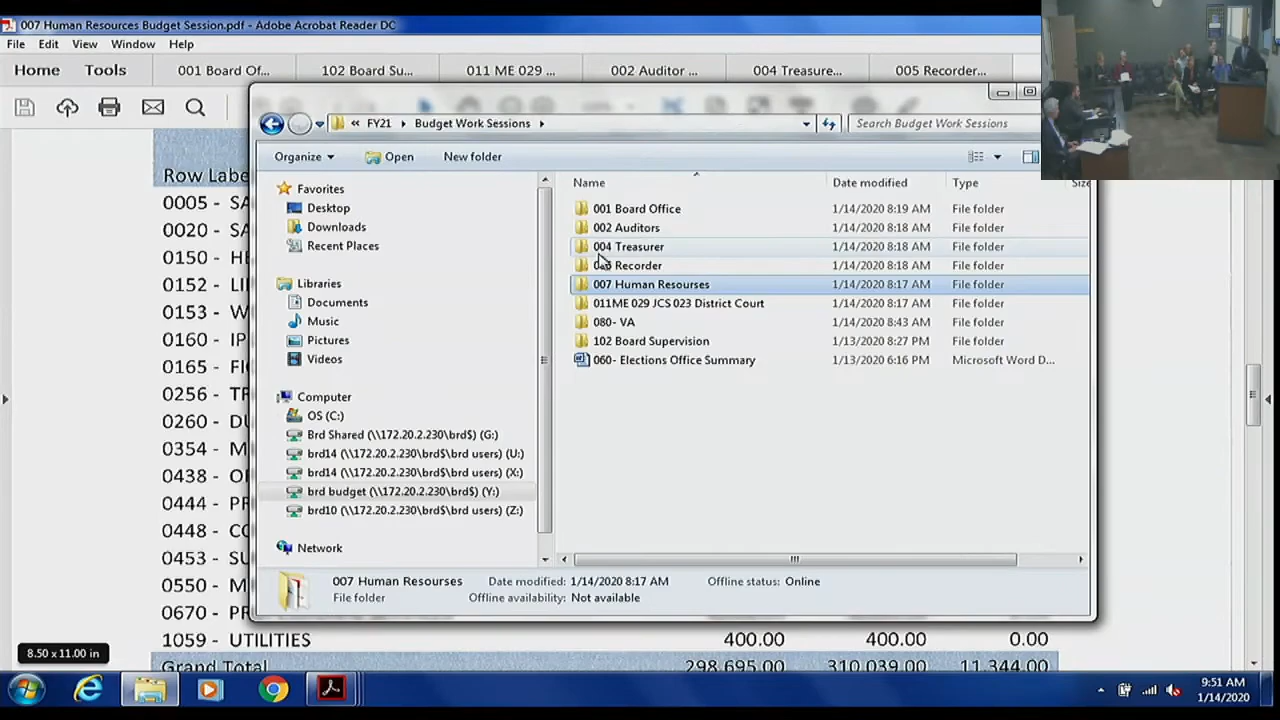 007 Human Resources Budget Session.pdf - Adobe Acrobat Reader DC
File Edit View Window Help
Home Tools 001 Board Of... 102 Board Su... 011 ME 029 ... 002 Auditor ... 004 Treasure... 005 Recorder...
« FY21 Budget Work Sessions Search Budget Work Sessions
Organize Open New folder
Name Date modified Type Size
Favorites
Desktop
Downloads
Recent Places
Libraries
Documents
Music
Pictures
Videos
Computer
OS (C:)
Brd Shared (\\172.20.2.230\brd$) (G:)
brd14 (\\172.20.2.230\brd$\brd users) (U:)
brd14 (\\172.20.2.230\brd$\brd users) (X:)
brd budget (\\172.20.2.230\brd$) (Y:)
brd10 (\\172.20.2.230\brd$\brd users) (Z:)
Network
001 Board Office 1/14/2020 8:19 AM File folder
002 Auditors 1/14/2020 8:18 AM File folder
004 Treasurer 1/14/2020 8:18 AM File folder
Recorder 1/14/2020 8:18 AM File folder
007 Human Resourses 1/14/2020 8:17 AM File folder
011ME 029 JCS 023 District Court 1/14/2020 8:17 AM File folder
080- VA 1/14/2020 8:43 AM File folder
102 Board Supervision 1/13/2020 8:27 PM File folder
060- Elections Office Summary 1/13/2020 6:16 PM Microsoft Word D...
007 Human Resourses Date modified: 1/14/2020 8:17 AM Offline status: Online
File folder Offline availability: Not available
Row Labe
0005 - SA
0020 - SA
0150 - HE
0152 - LI
0153 - W
0160 - IP
0165 - FI
0256 - TR
0260 - DU
0354 - M
0438 - O
0444 - PR
0448 - CO
0453 - SU
0550 - M
0670 - P
1059 - UTILITIES 400.00 400.00 0.00
Grand Total 298,695.00 310,039.00 11,344.00
8.50 x 11.00 in
9:51 AM
1/14/2020